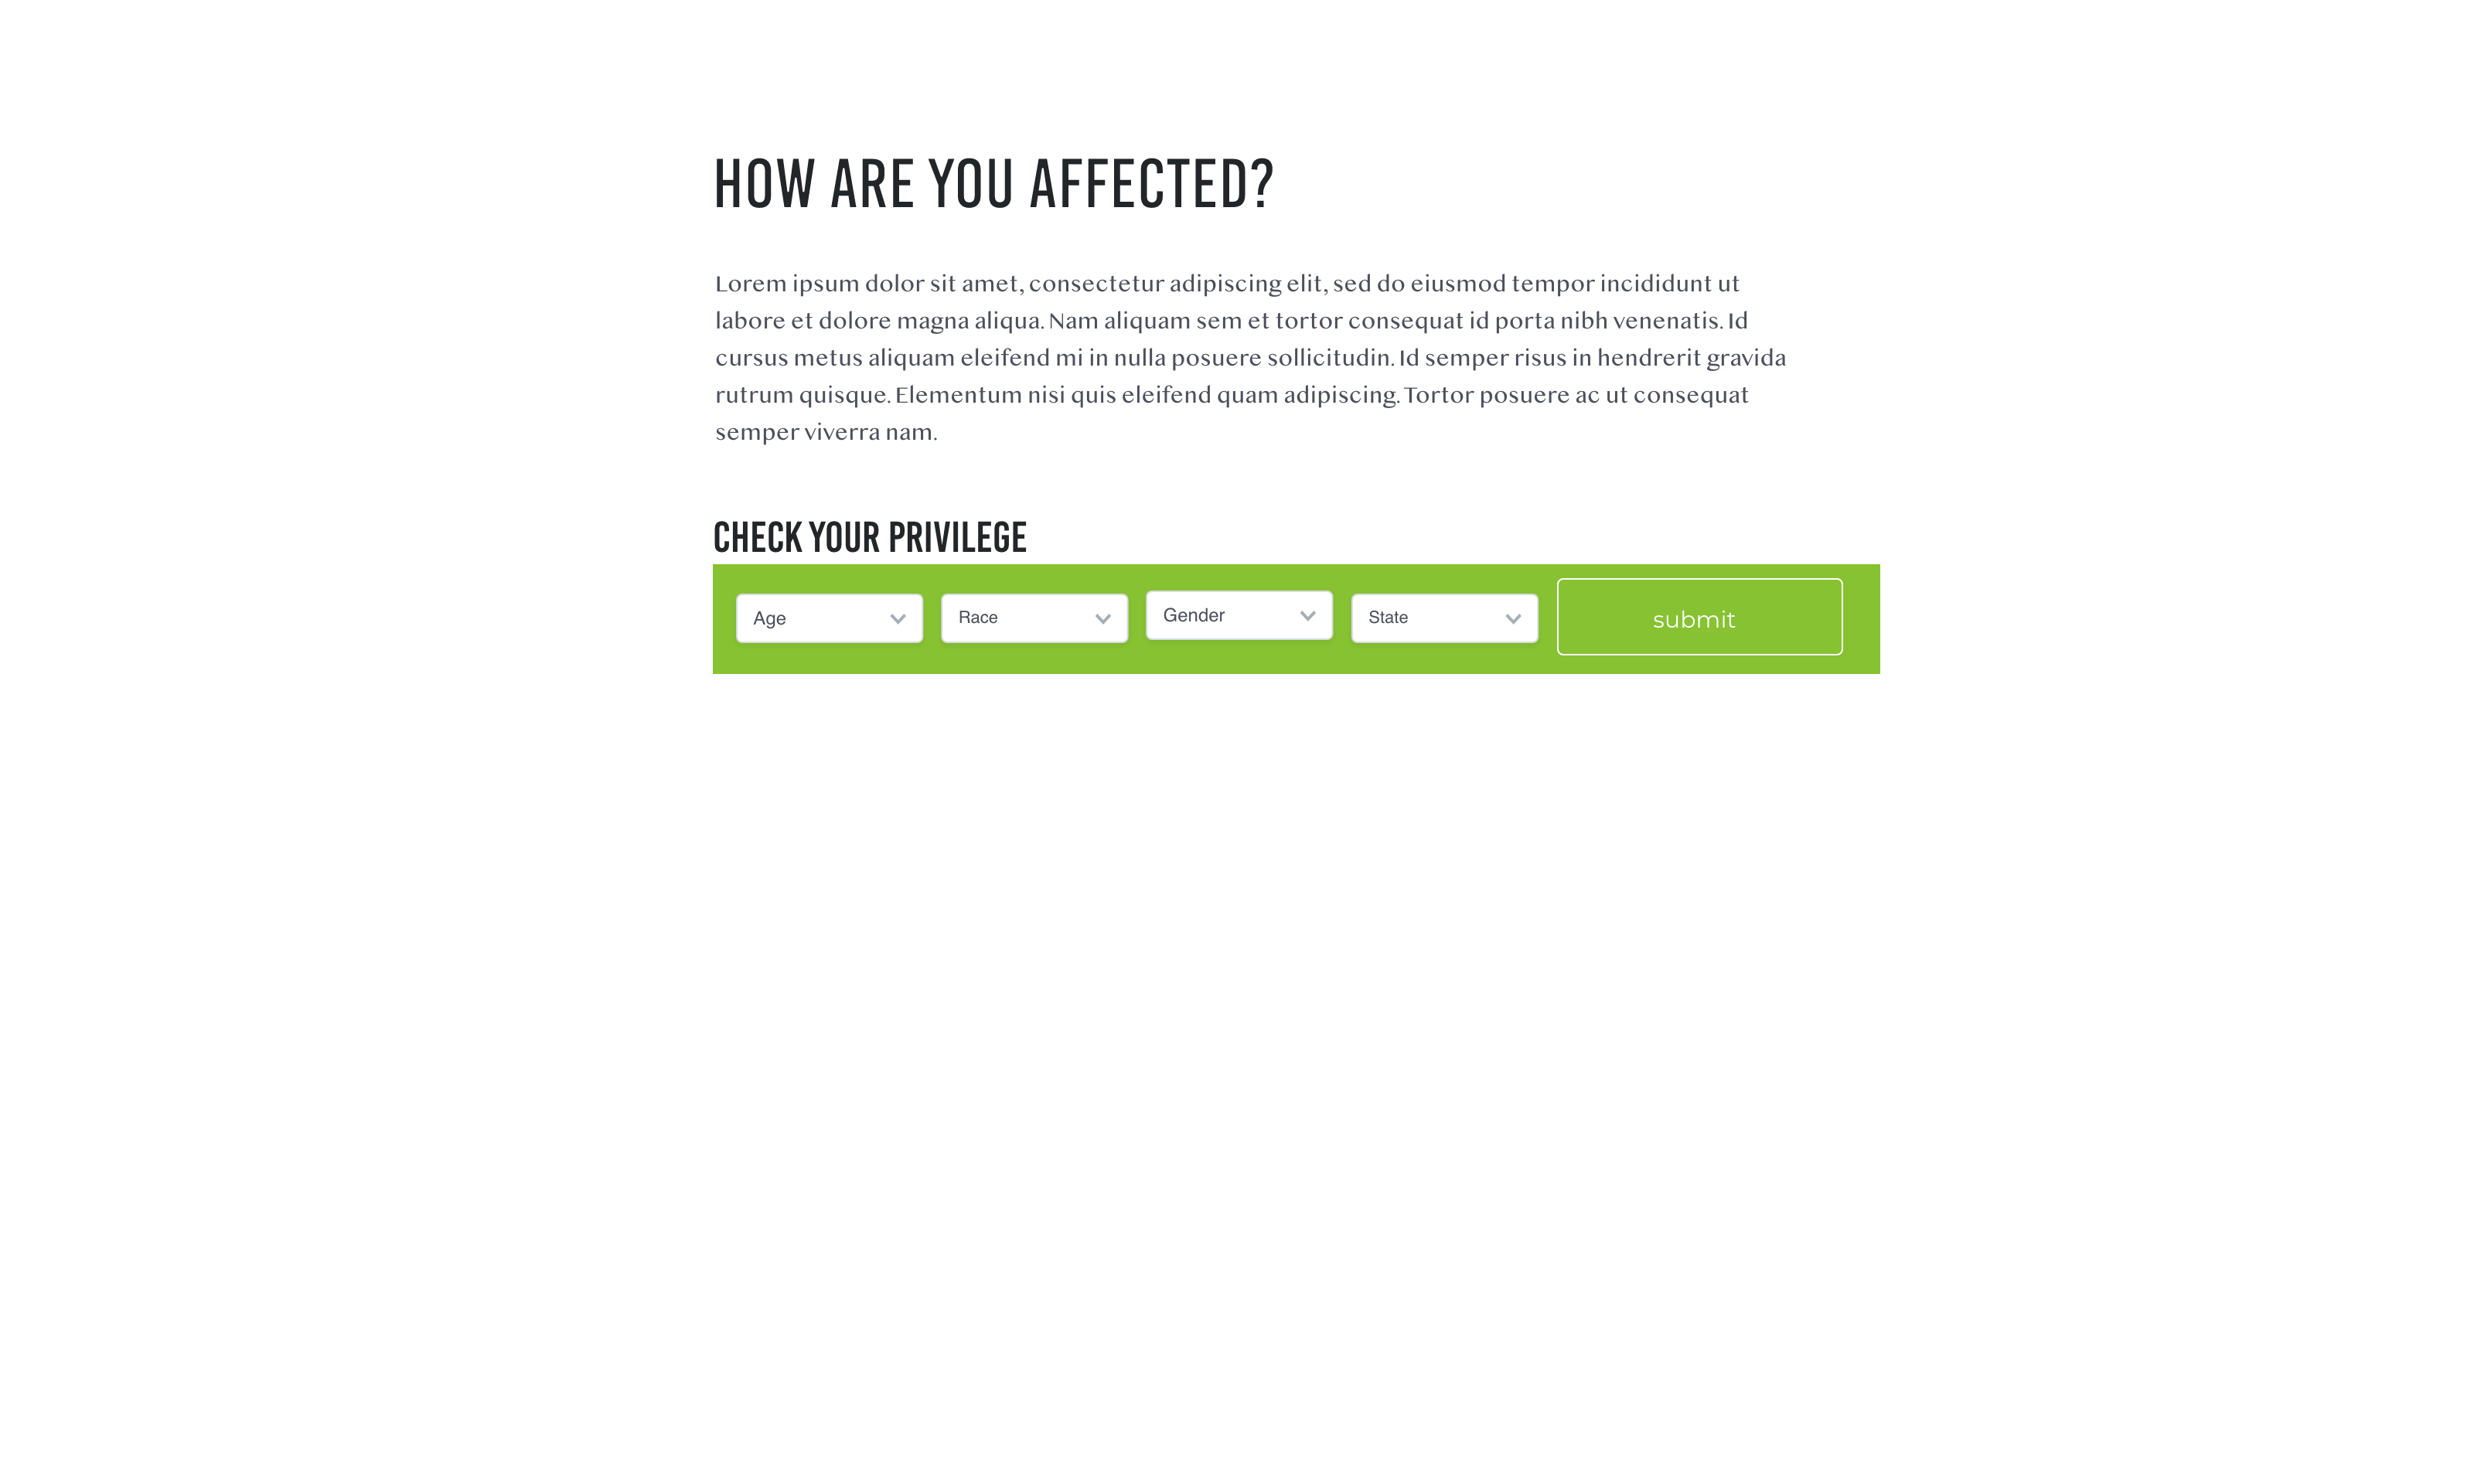 HOW ARE YOU AFFECTED?
Lorem ipsum dolor sit amet, consectetur adipiscing elit, sed do eiusmod tempor incididunt ut
labore et dolore magna aliqua. Nam aliquam sem et tortor consequat id porta nibh venenatis. Id
cursus metus aliquam eleifend mi in nulla posuere sollicitudin. Id semper risus in hendrerit gravida
rutrum quisque. Elementum nisi quis eleifend quam adipiscing. Tortor posuere ac ut consequat
semper viverra nam.
CHECK YOUR PRIVILEGE
Age Race Gender State submit